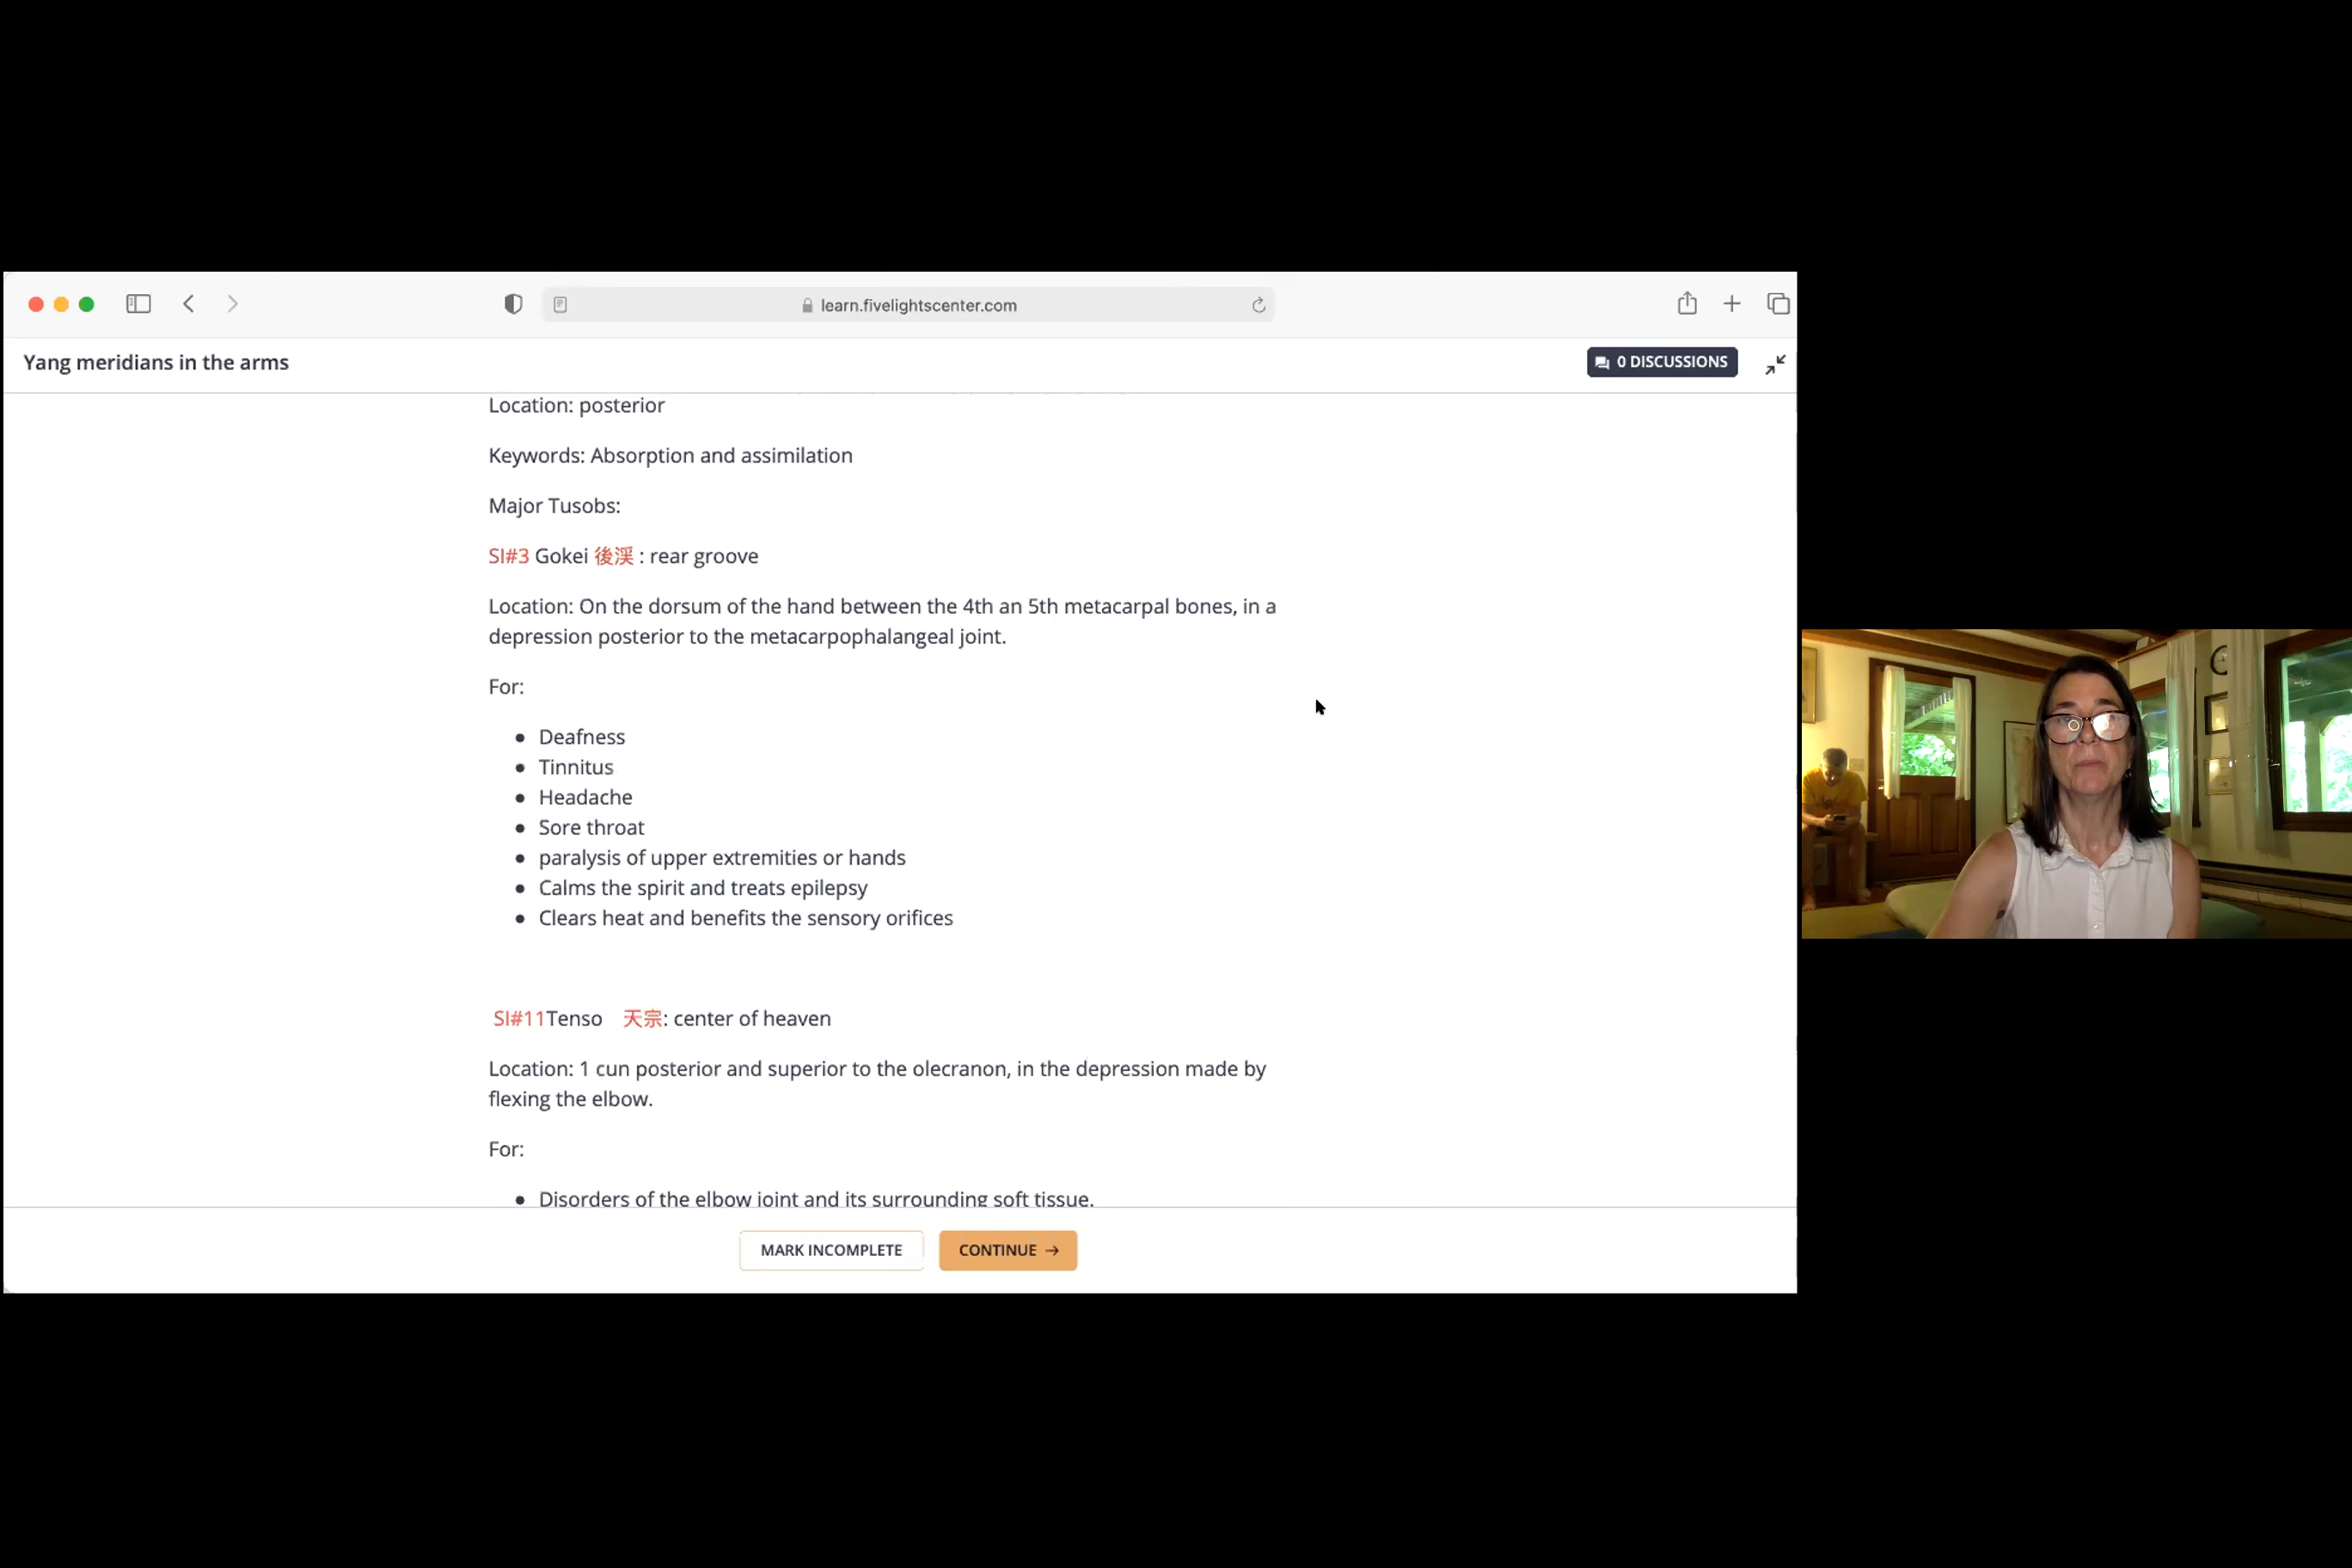 learn.fivelightscenter.com
Yang meridians in the arms
0 DISCUSSIONS
Location: posterior
Keywords: Absorption and assimilation
Major Tusobs:
SI#3 Gokei 後渓 : rear groove
Location: On the dorsum of the hand between the 4th an 5th metacarpal bones, in a
depression posterior to the metacarpophalangeal joint.
For:
Deafness
Tinnitus
Headache
Sore throat
paralysis of upper extremities or hands
Calms the spirit and treats epilepsy
Clears heat and benefits the sensory orifices
SI#11Tenso 天宗: center of heaven
Location: 1 cun posterior and superior to the olecranon, in the depression made by
flexing the elbow.
For:
Disorders of the elbow joint and its surrounding soft tissue.
MARK INCOMPLETE
CONTINUE →